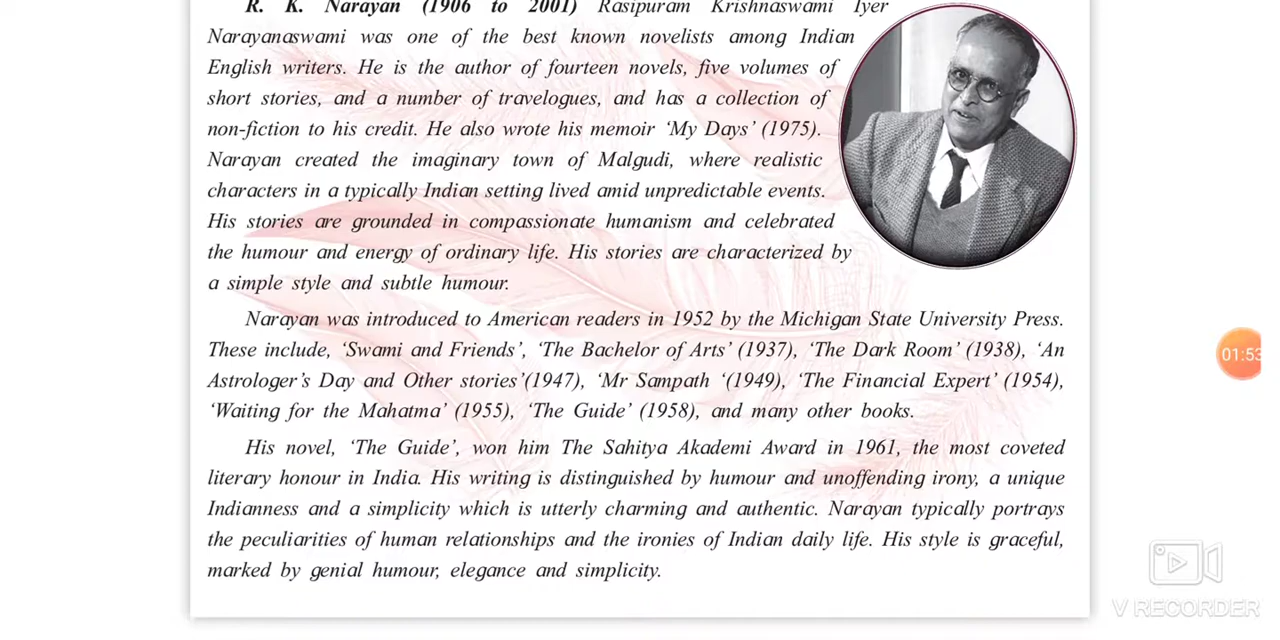 R. K. Narayan (1906 to 2001) Rasipuram Krishnaswami Iyer
Narayanaswami was one of the best known novelists among Indian
English writers. He is the author of fourteen novels, five volumes of
short stories, and a number of travelogues, and has a collection of
non-fiction to his credit. He also wrote his memoir ‘My Days’ (1975).
Narayan created the imaginary town of Malgudi, where realistic
characters in a typically Indian setting lived amid unpredictable events.
His stories are grounded in compassionate humanism and celebrated
the humour and energy of ordinary life. His stories are characterized by
a simple style and subtle humour.
Narayan was introduced to American readers in 1952 by the Michigan State University Press.
These include, ‘Swami and Friends’, ‘The Bachelor of Arts’ (1937), ‘The Dark Room’ (1938), ‘An
Astrologer’s Day and Other stories’(1947), ‘Mr Sampath ‘(1949), ‘The Financial Expert’ (1954),
‘Waiting for the Mahatma’ (1955), ‘The Guide’ (1958), and many other books.
His novel, ‘The Guide’, won him The Sahitya Akademi Award in 1961, the most coveted
literary honour in India. His writing is distinguished by humour and unoffending irony, a unique
Indianness and a simplicity which is utterly charming and authentic. Narayan typically portrays
the peculiarities of human relationships and the ironies of Indian daily life. His style is graceful,
marked by genial humour, elegance and simplicity.
01:53
V RECORDER